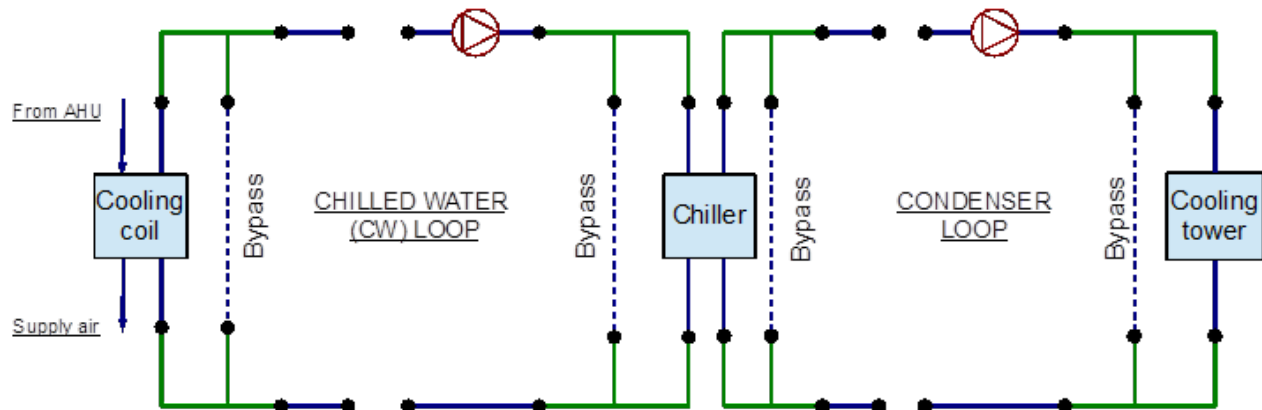 From AHU
Cooling
coil
Supply air
Bypass
CHILLED WATER
(CW) LOOP
Bypass
Chiller
Bypass
CONDENSER
LOOP
Bypass
Cooling
tower